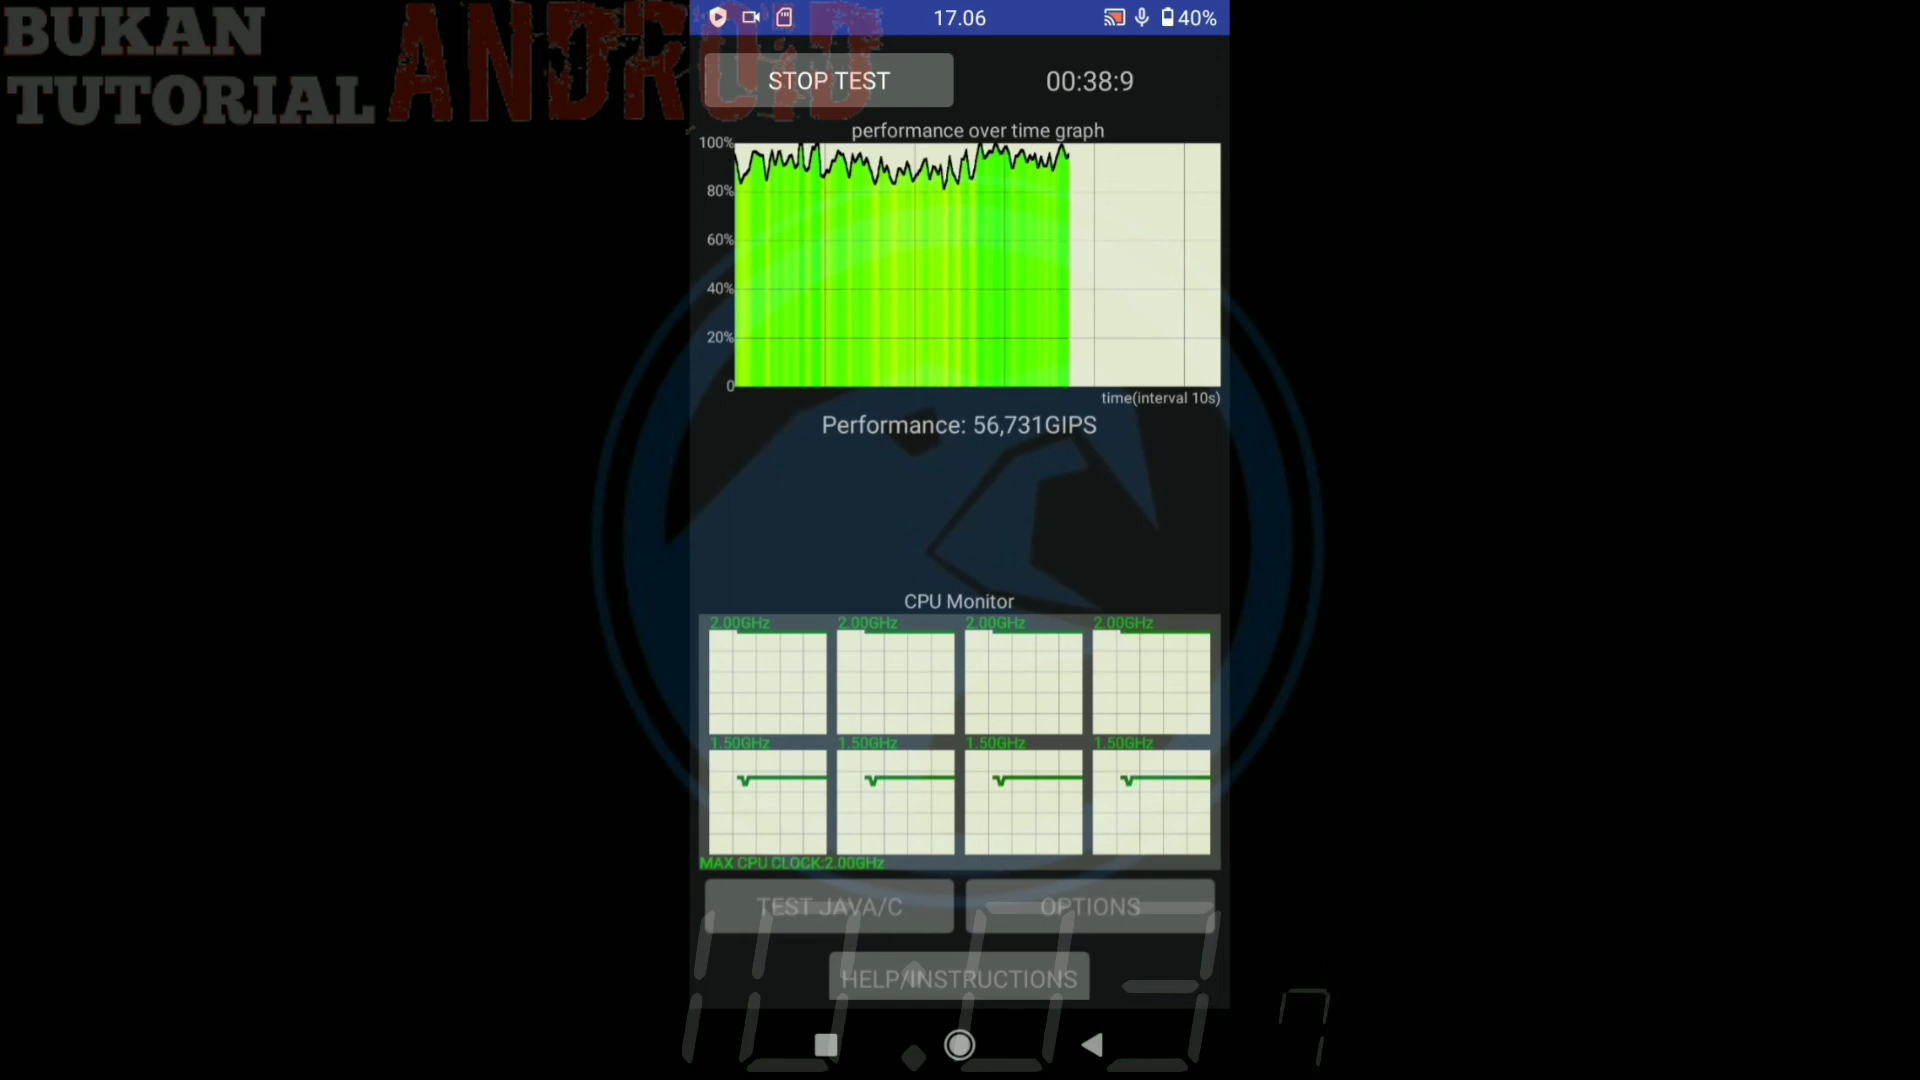 BUKAN
TUTORIAL
ANDROID
17.06
40%
STOP TEST
00:38:9
performance over time graph
100%
80%
60%
40%
20%
0
time(interval 10s)
Performance: 56,731GIPS
CPU Monitor
2.00GHz 2.00GHz 2.00GHz 2.00GHz
1.50GHz 1.50GHz 1.50GHz 1.50GHz
MAX CPU CLOCK:2.00GHz
TEST JAVA/C
OPTIONS
HELP/INSTRUCTIONS